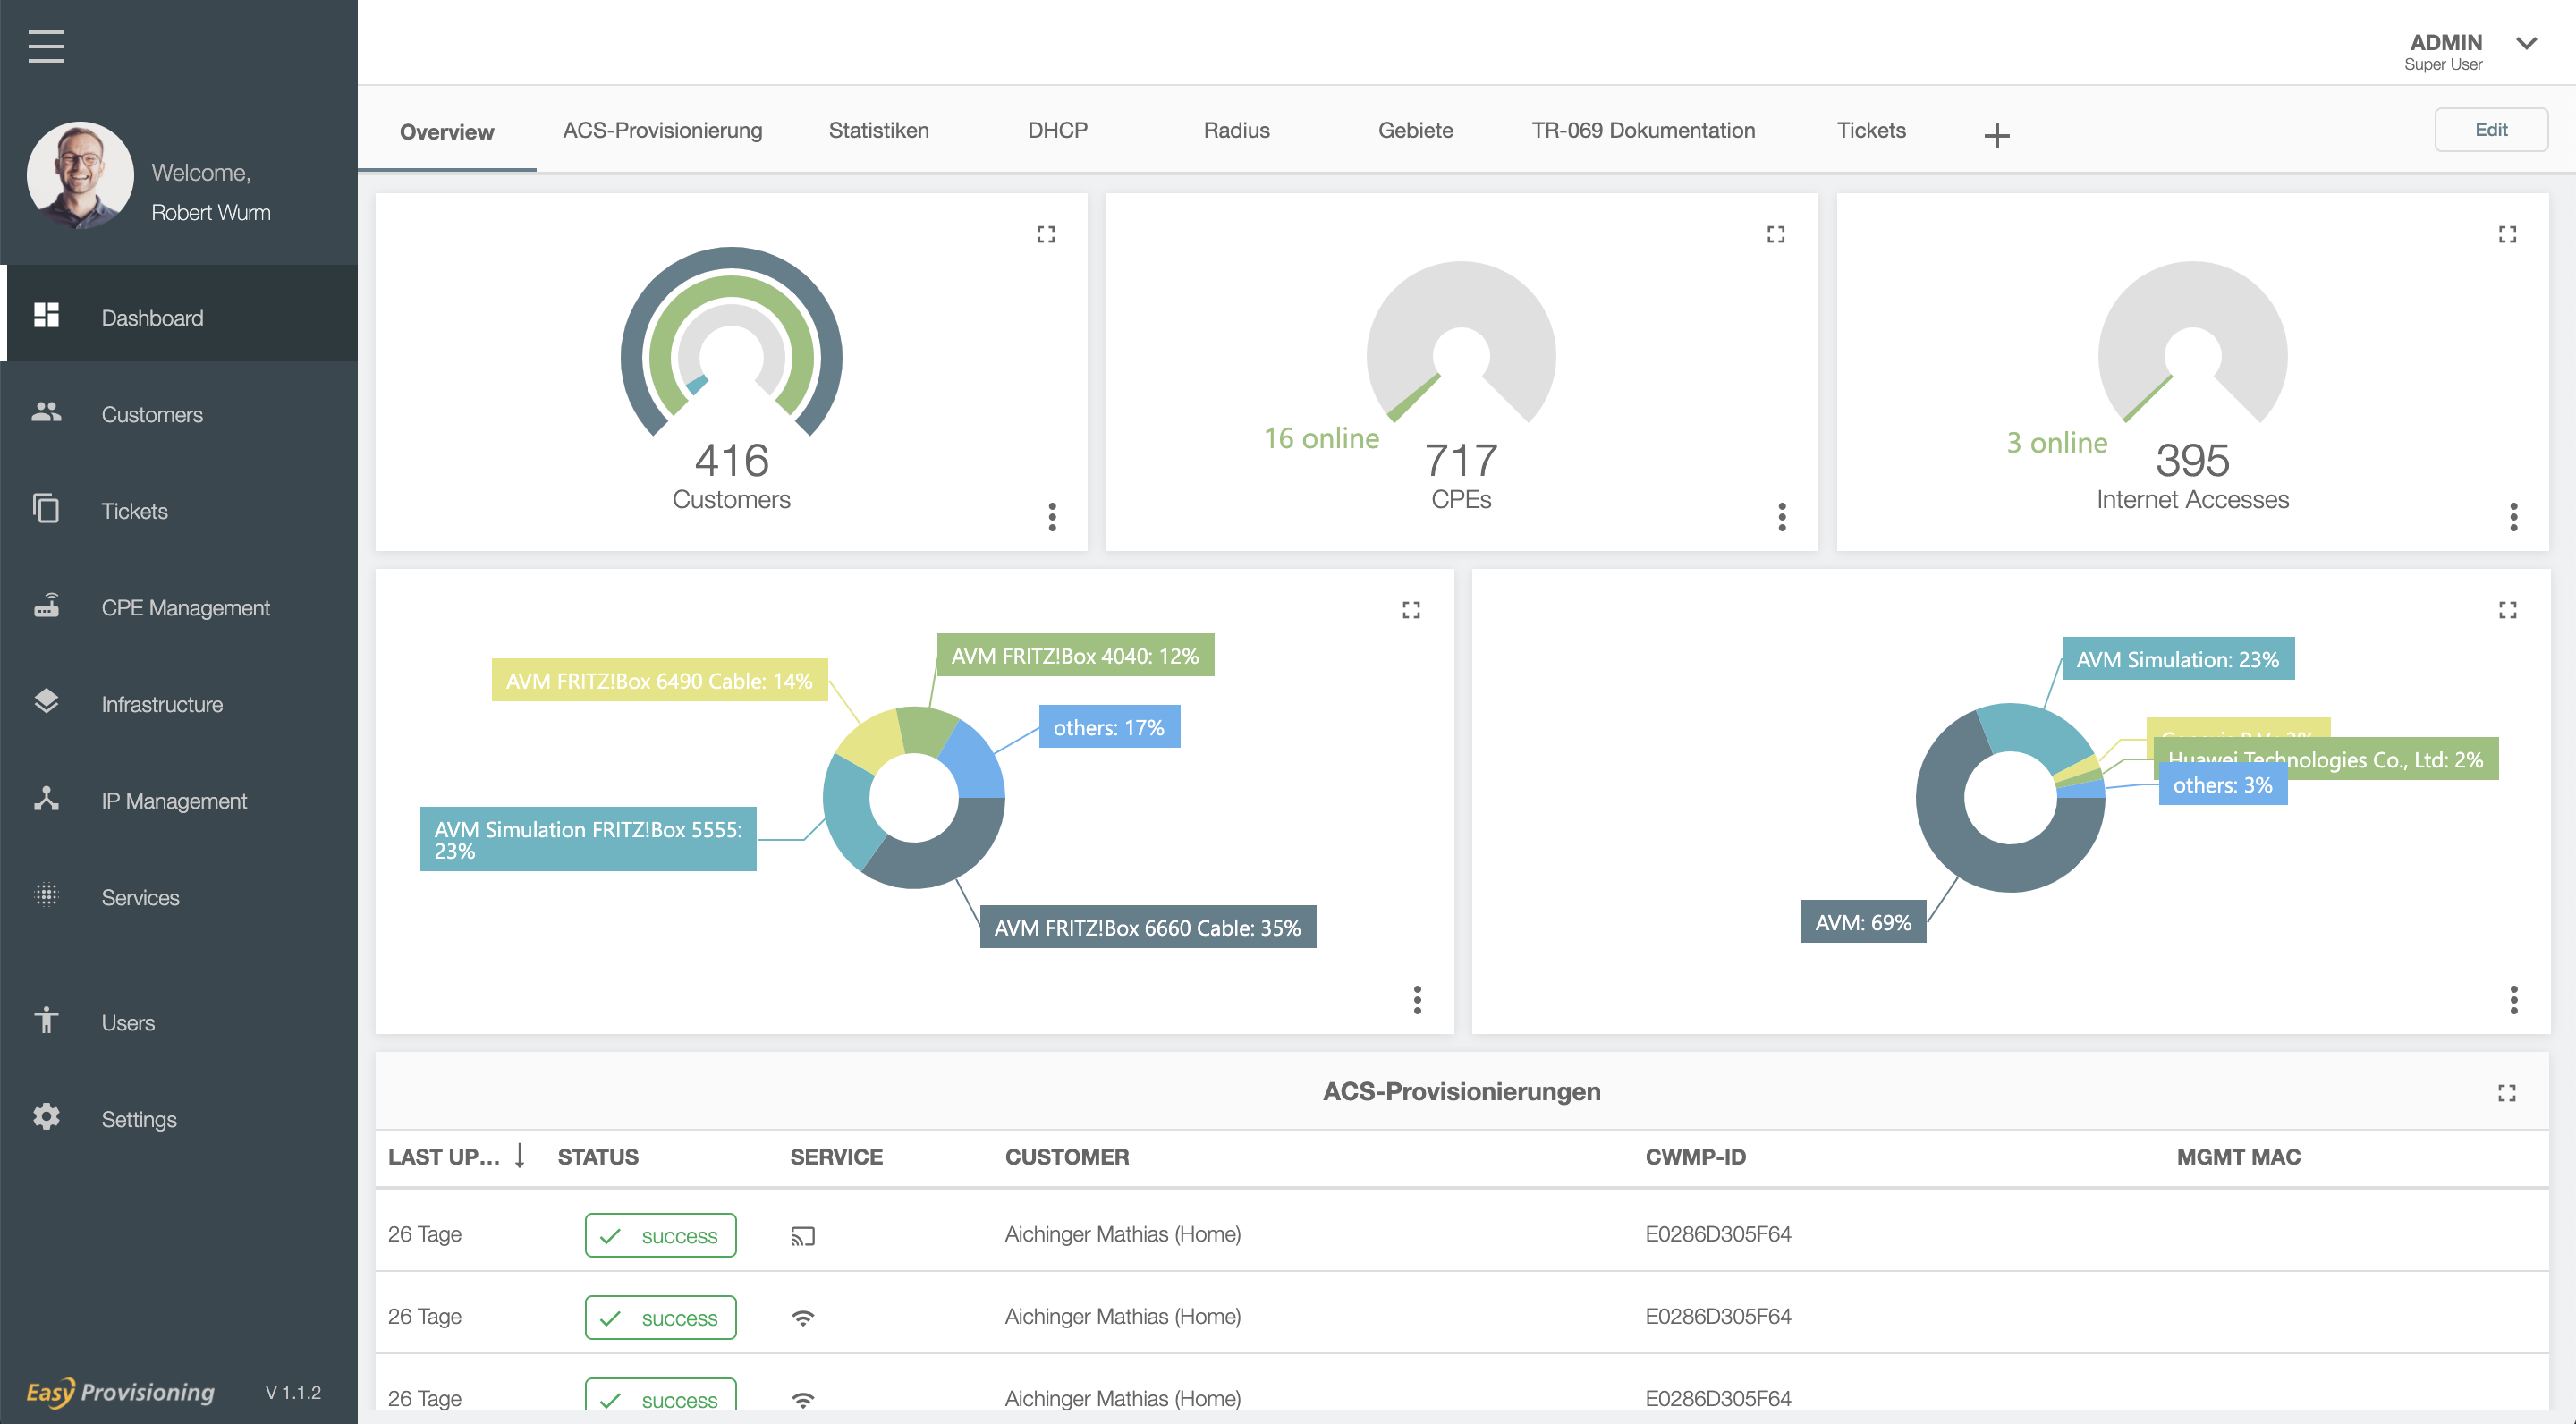 ADMIN
Super User
Welcome,
Robert Wurm
Dashboard
Customers
Tickets
CPE Management
Infrastructure
IP Management
Services
Users
Settings
Easy Provisioning V 1.1.2
Overview ACS-Provisionierung Statistiken DHCP Radius Gebiete TR-069 Dokumentation Tickets + Edit
416
Customers
16 online
717
CPEs
3 online
395
Internet Accesses
AVM FRITZ!Box 4040: 12%
AVM FRITZ!Box 6490 Cable: 14%
others: 17%
AVM Simulation FRITZ!Box 5555:
23%
AVM FRITZ!Box 6660 Cable: 35%
AVM Simulation: 23%
Huawei Technologies Co., Ltd: 2%
others: 3%
AVM: 69%
ACS-Provisionierungen
LAST UP... STATUS SERVICE CUSTOMER CWMP-ID MGMT MAC
26 Tage success Aichinger Mathias (Home) E0286D305F64
26 Tage success Aichinger Mathias (Home) E0286D305F64
26 Tage success Aichinger Mathias (Home) E0286D305F64